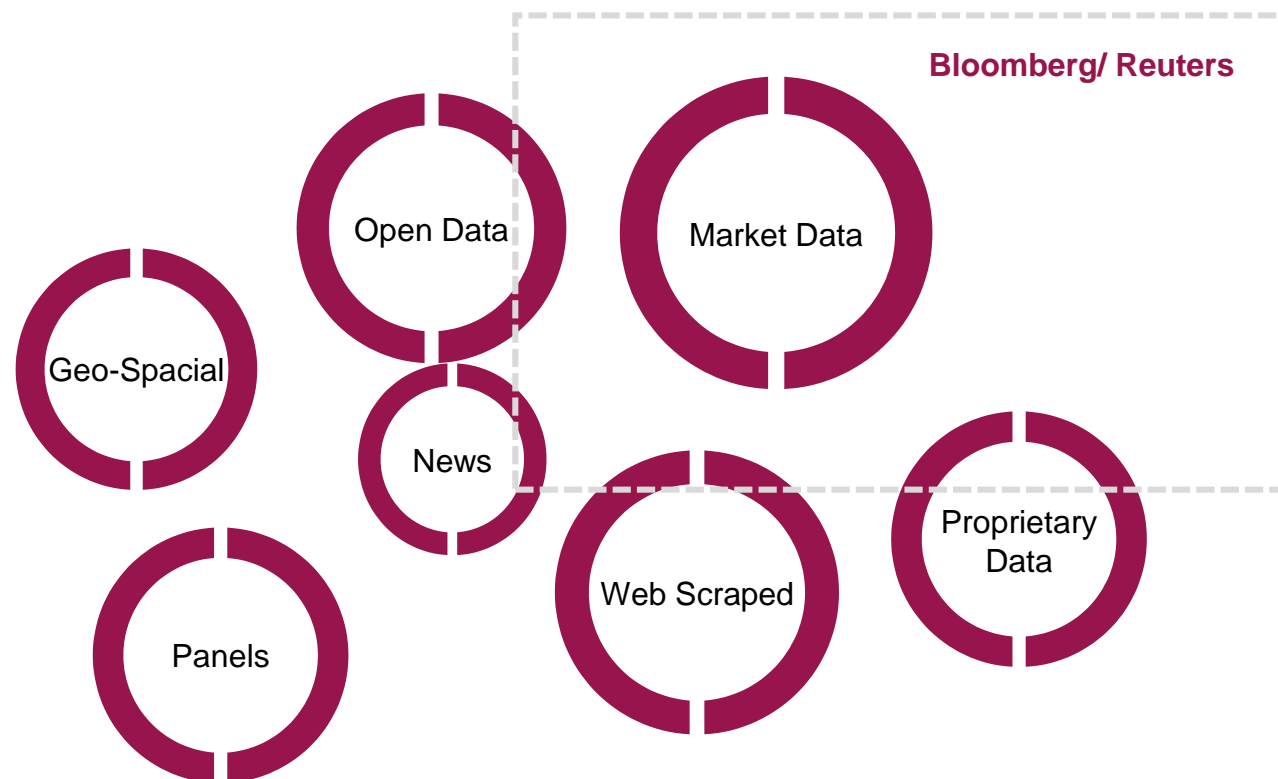 Bloomberg/ Reuters
Open Data
Market Data
Geo-Spacial
News
Proprietary
Data
Web Scraped
Panels